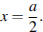 x = a/2.